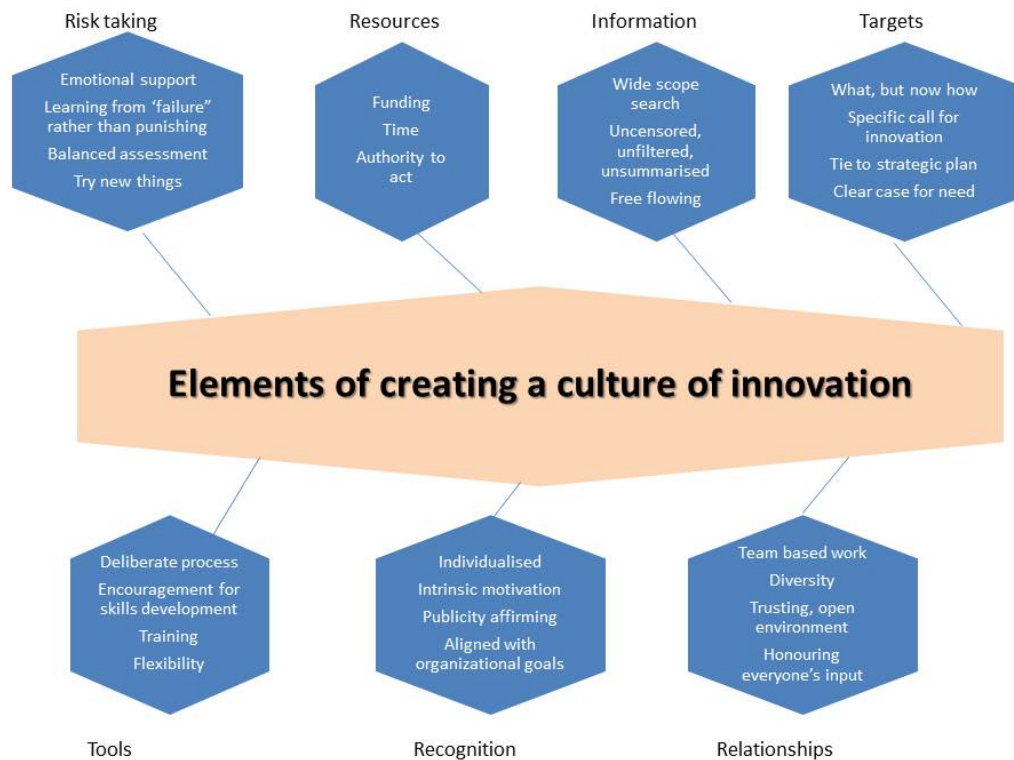 Risk taking
Resources
Information
Targets
Emotional support
Learning from ‘failure”
rather than punishing
Balanced assessment
Try new things
Funding
Time
Authority to
act
Wide scope
search
Uncensored,
unfiltered,
unsummarised
Free flowing
What, but now how
Specific call for
innovation
Tie to strategic plan
Clear case for need
Elements of creating a culture of innovation
Deliberate process
Encouragement for
skills development
Training
Flexibility
Individualised
Intrinsic motivation
Publicity affirming
Aligned with
organizational goals
Team based work
Diversity
Trusting, open
environment
Honouring
everyone’s input
Tools
Recognition
Relationships